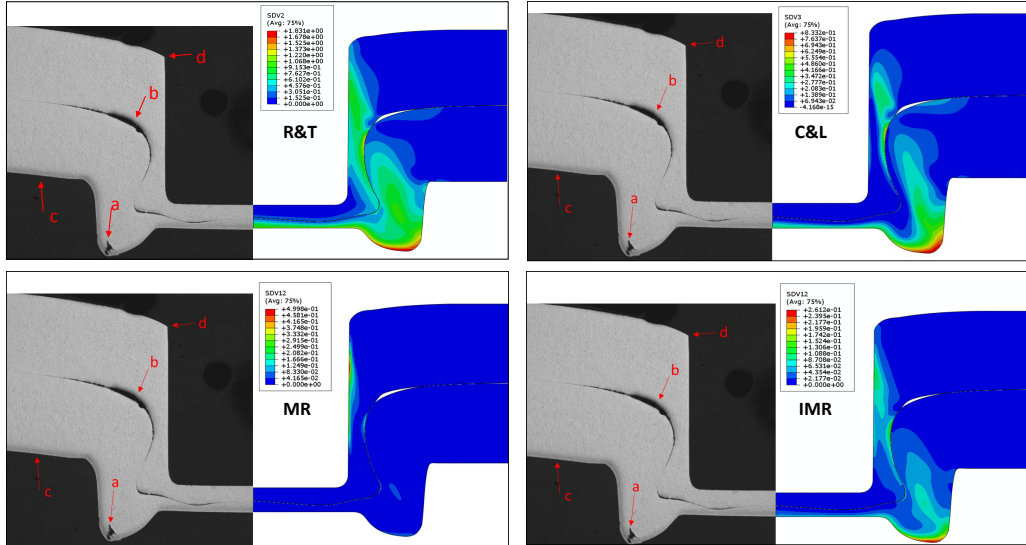 d
b
c
a
SDV2
(Avg: 75%)
+1.831e+00
+1.678e+00
+1.525e+00
+1.373e+00
+1.220e+00
+1.068e+00
+9.153e-01
+7.627e-01
+6.102e-01
+4.576e-01
+3.051e-01
+1.525e-01
+0.000e+00
R&T
d
b
c
a
SDV3
(Avg: 75%)
+8.332e-01
+7.637e-01
+6.943e-01
+6.249e-01
+5.554e-01
+4.860e-01
+4.166e-01
+3.472e-01
+2.777e-01
+2.083e-01
+1.389e-01
+6.943e-02
-4.168e-15
C&L
d
b
c
a
SDV12
(Avg: 75%)
+4.998e-01
+4.581e-01
+4.165e-01
+3.748e-01
+3.332e-01
+2.915e-01
+2.499e-01
+2.082e-01
+1.666e-01
+1.249e-01
+8.330e-02
+4.165e-02
+0.000e+00
MR
d
b
c
a
SDV12
(Avg: 75%)
+2.612e-01
+2.395e-01
+2.177e-01
+1.959e-01
+1.742e-01
+1.524e-01
+1.306e-01
+1.088e-01
+8.708e-02
+6.531e-02
+4.354e-02
+2.177e-02
+0.000e+00
IMR